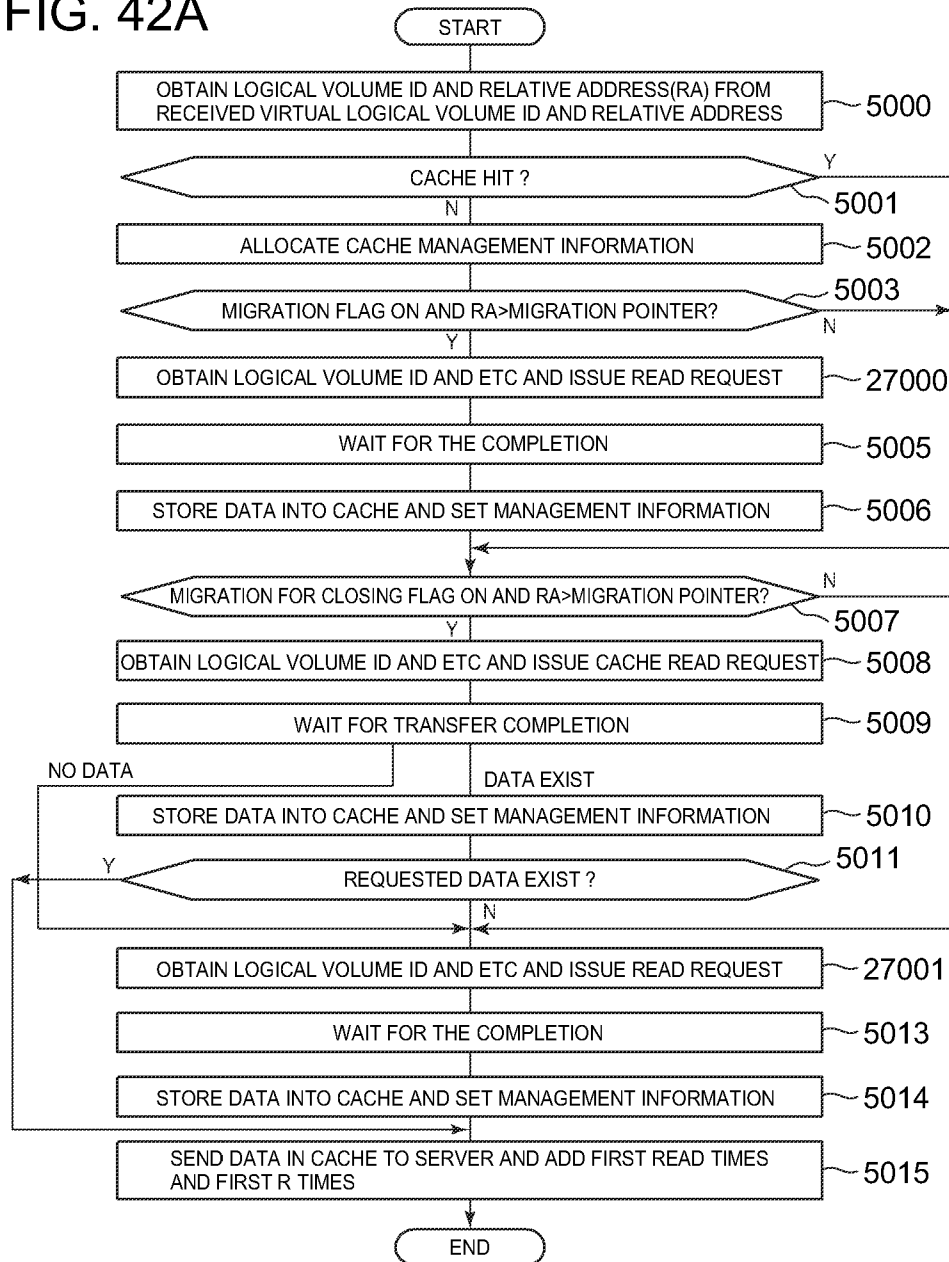 FIG. 42A
START
OBTAIN LOGICAL VOLUME ID AND RELATIVE ADDRESS(RA) FROM
RECEIVED VIRTUAL LOGICAL VOLUME ID AND RELATIVE ADDRESS
5000
CACHE HIT ?
Y
5001
N
ALLOCATE CACHE MANAGEMENT INFORMATION
5002
MIGRATION FLAG ON AND RA>MIGRATION POINTER?
5003
N
Y
OBTAIN LOGICAL VOLUME ID AND ETC AND ISSUE READ REQUEST
27000
WAIT FOR THE COMPLETION
5005
STORE DATA INTO CACHE AND SET MANAGEMENT INFORMATION
5006
MIGRATION FOR CLOSING FLAG ON AND RA>MIGRATION POINTER?
N
5007
Y
OBTAIN LOGICAL VOLUME ID AND ETC AND ISSUE CACHE READ REQUEST
5008
WAIT FOR TRANSFER COMPLETION
5009
NO DATA
DATA EXIST
STORE DATA INTO CACHE AND SET MANAGEMENT INFORMATION
5010
Y
REQUESTED DATA EXIST ?
5011
N
OBTAIN LOGICAL VOLUME ID AND ETC AND ISSUE READ REQUEST
27001
WAIT FOR THE COMPLETION
5013
STORE DATA INTO CACHE AND SET MANAGEMENT INFORMATION
5014
SEND DATA IN CACHE TO SERVER AND ADD FIRST READ TIMES
AND FIRST R TIMES
5015
END